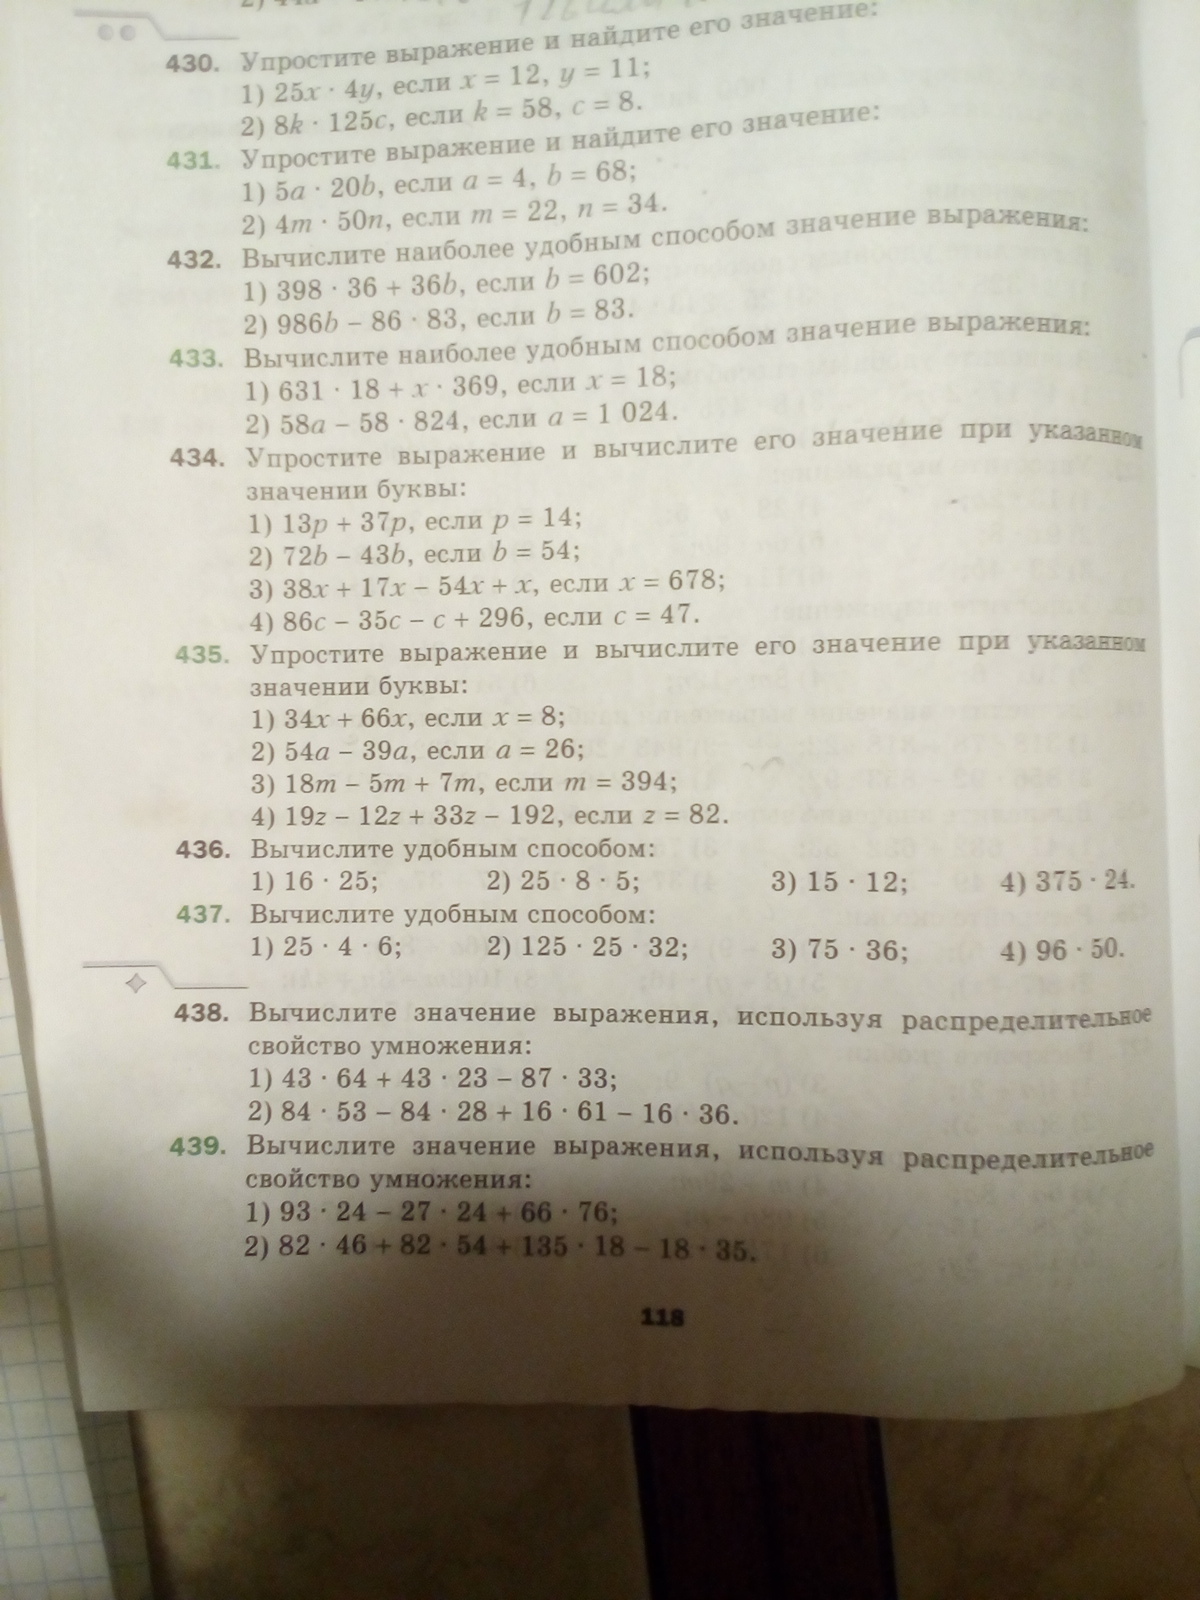 430. Упростите выражение и найдите его значение:
1) 25x · 4y, если x = 12, y = 11;
2) 8k · 125c, если k = 58, c = 8.
431. Упростите выражение и найдите его значение:
1) 5a · 20b, если a = 4, b = 68;
2) 4m · 50n, если m = 22, n = 34.
432. Вычислите наиболее удобным способом значение выражения:
1) 398 · 36 + 36b, если b = 602;
2) 986b − 86 · 83, если b = 83.
433. Вычислите наиболее удобным способом значение выражения:
1) 631 · 18 + x · 369, если x = 18;
2) 58a − 58 · 824, если a = 1 024.
434. Упростите выражение и вычислите его значение при указанном
значении буквы:
1) 13p + 37p, если p = 14;
2) 72b − 43b, если b = 54;
3) 38x + 17x − 54x + x, если x = 678;
4) 86c − 35c − c + 296, если c = 47.
435. Упростите выражение и вычислите его значение при указанном
значении буквы:
1) 34x + 66x, если x = 8;
2) 54a − 39a, если a = 26;
3) 18m − 5m + 7m, если m = 394;
4) 19z − 12z + 33z − 192, если z = 82.
436. Вычислите удобным способом:
1) 16 · 25; 2) 25 · 8 · 5; 3) 15 · 12; 4) 375 · 24.
437. Вычислите удобным способом:
1) 25 · 4 · 6; 2) 125 · 25 · 32; 3) 75 · 36; 4) 96 · 50.
438. Вычислите значение выражения, используя распределительное
свойство умножения:
1) 43 · 64 + 43 · 23 − 87 · 33;
2) 84 · 53 − 84 · 28 + 16 · 61 − 16 · 36.
439. Вычислите значение выражения, используя распределительное
свойство умножения:
1) 93 · 24 − 27 · 24 + 66 · 76;
2) 82 · 46 + 82 · 54 + 135 · 18 − 18 · 35.
118